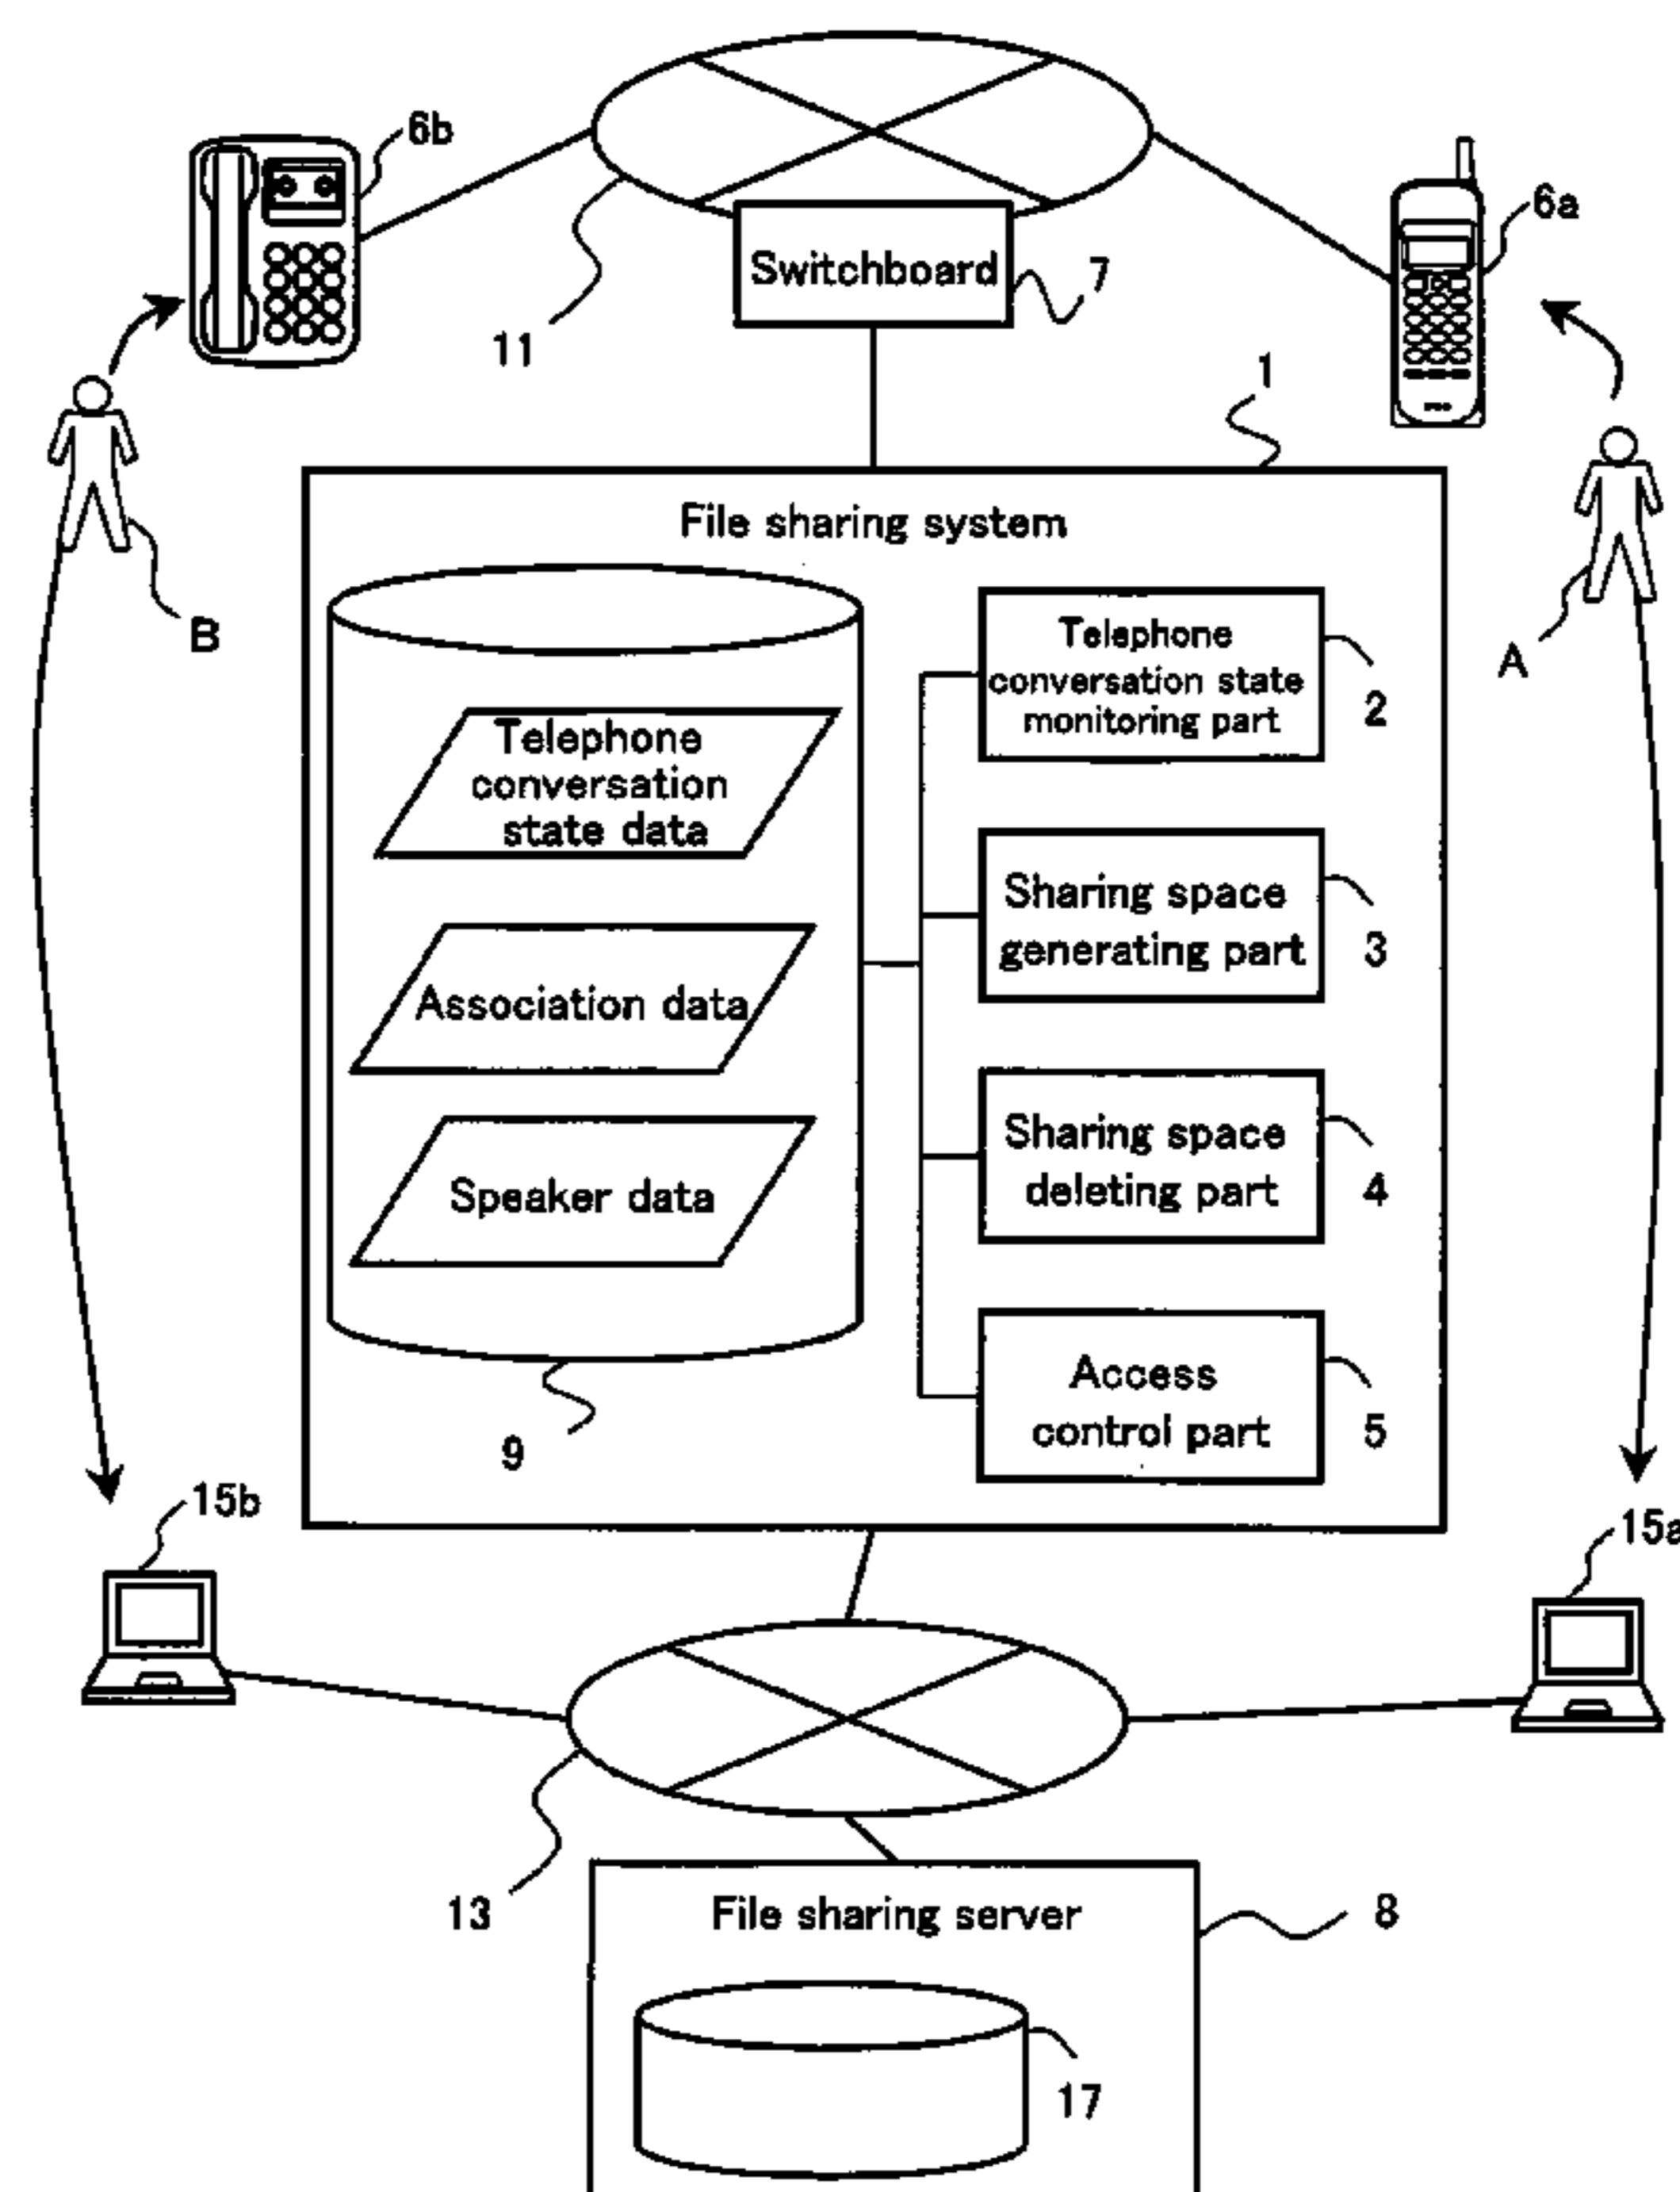 6b
6a
Switchboard
7
11
1
File sharing system
B
A
Telephone
conversation state
monitoring part
2
Telephone
conversation
state data
Sharing space
generating part
3
Association data
Sharing space
deleting part
4
Speaker data
Access
control part
5
9
15b
15a
13
File sharing server
8
17